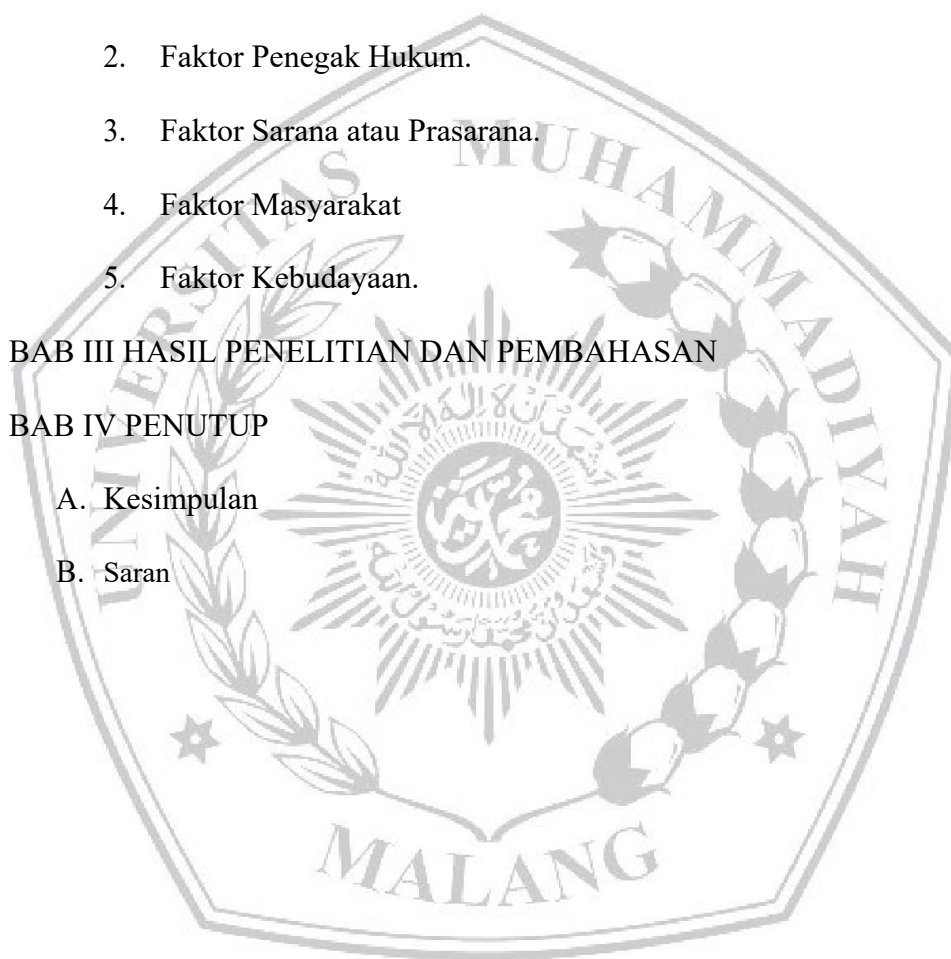 2. Faktor Penegak Hukum.
3. Faktor Sarana atau Prasarana.
4. Faktor Masyarakat
5. Faktor Kebudayaan.
BAB III HASIL PENELITIAN DAN PEMBAHASAN
BAB IV PENUTUP
A. Kesimpulan
B. Saran
UNIVERSITAS MUHAMMADIYAH
MALANG